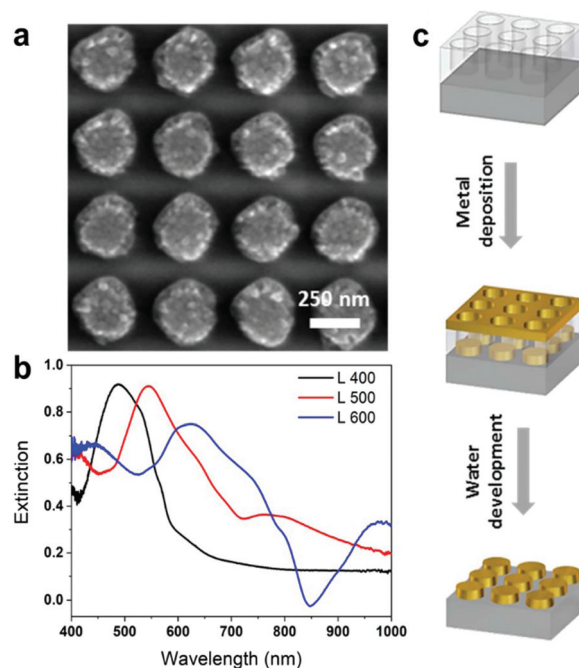 a
250 nm
b
Extinction
1.0
0.8
0.6
0.4
0.2
0.0
L 400
L 500
L 600
400 500 600 700 800 900 1000
Wavelength (nm)
c
Metal
deposition
Water
development